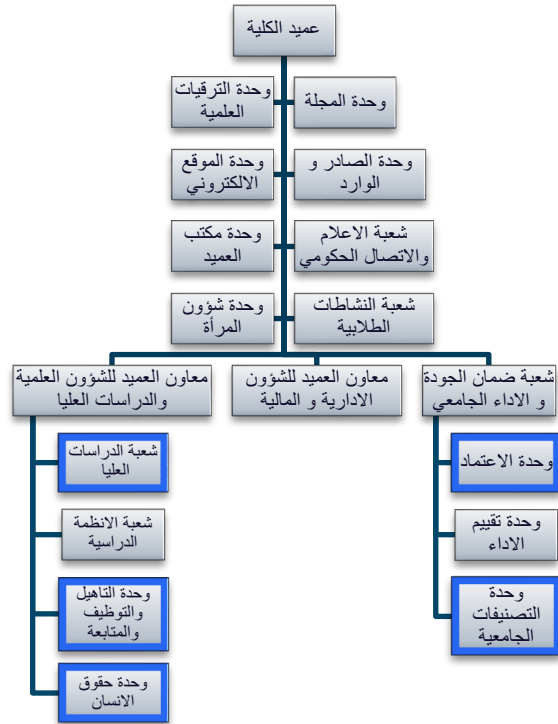 عميد الكلية
وحدة المجلة
وحدة الترقيات
العلمية
وحدة الصادر و
الوارد
وحدة الموقع
الالكتروني
شعبة الاعلام
والاتصال الحكومي
وحدة مكتب
العميد
شعبة النشاطات
الطلابية
وحدة شؤون
المرأة
شعبة ضمان الجودة
و الاداء الجامعي
معاون العميد للشؤون
الادارية و المالية
معاون العميد للشؤون العلمية
والدراسات العليا
وحدة الاعتماد
وحدة تقييم
الاداء
وحدة
التصنيفات
الجامعية
شعبة الدراسات
العليا
شعبة الانظمة
الدراسية
وحدة التاهيل
والتوظيف
والمتابعة
وحدة حقوق
الانسان